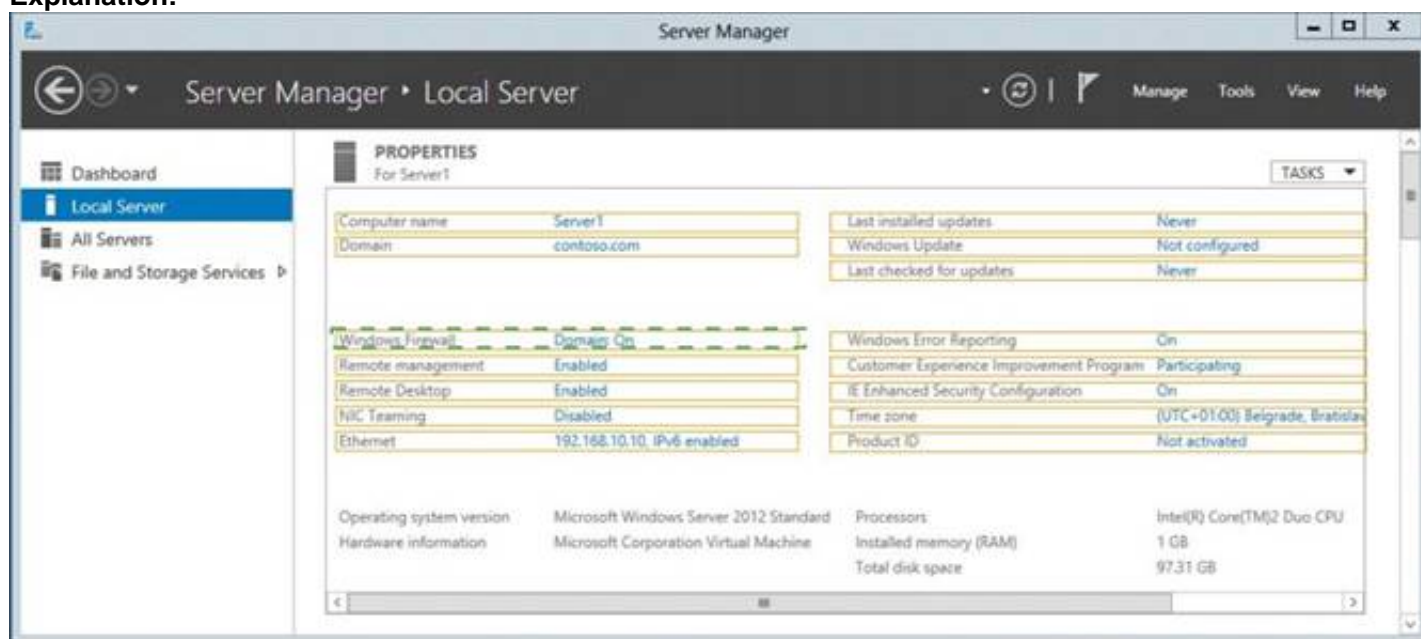 Explanation:
Server Manager
Server Manager • Local Server
Manage Tools View Help
Dashboard
Local Server
All Servers
File and Storage Services
PROPERTIES
For Server1
TASKS
Computer name Server1 Last installed updates Never
Domain contoso.com Windows Update Not configured
Last checked for updates Never
Windows Firewall Domain: On Windows Error Reporting On
Remote management Enabled Customer Experience Improvement Program Participating
Remote Desktop Enabled IE Enhanced Security Configuration On
NIC Teaming Disabled Time zone (UTC+01:00) Belgrade, Bratislav
Ethernet 192.168.10.10, IPv6 enabled Product ID Not activated
Operating system version Microsoft Windows Server 2012 Standard Processors Intel(R) Core(TM)2 Duo CPU
Hardware information Microsoft Corporation Virtual Machine Installed memory (RAM) 1 GB
Total disk space 97.31 GB